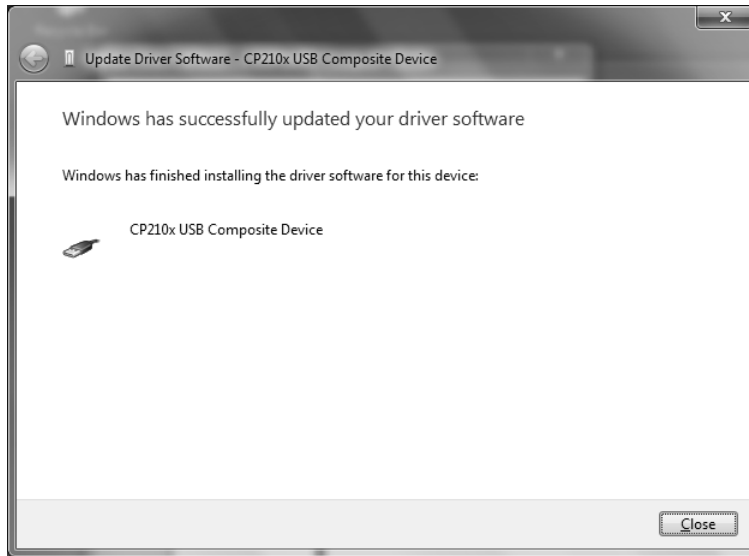 Update Driver Software - CP210x USB Composite Device
Windows has successfully updated your driver software
Windows has finished installing the driver software for this device:
CP210x USB Composite Device
Close